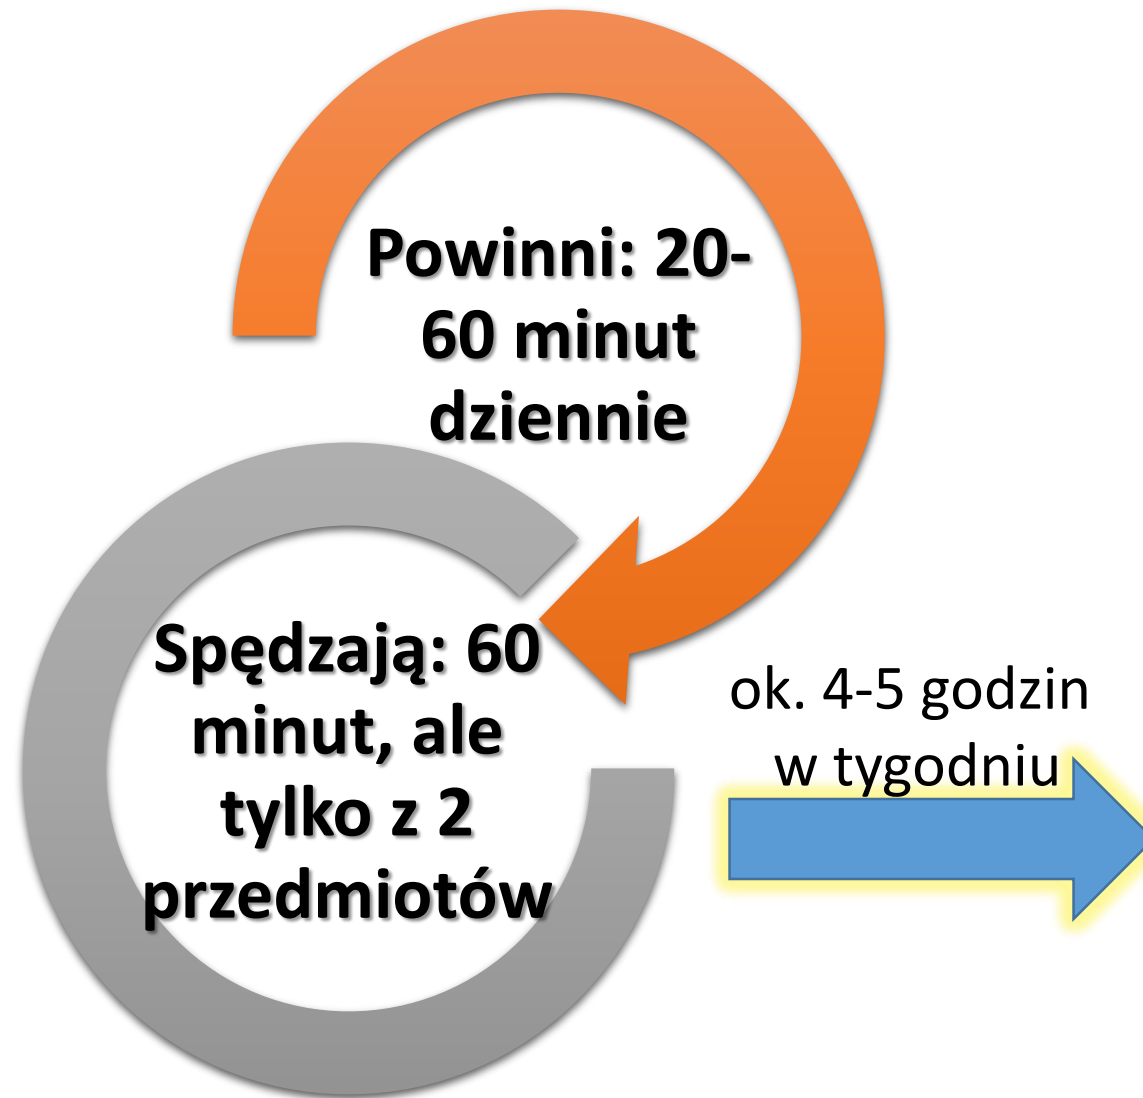 Powinni: 20-
60 minut
dziennie
Spędzają: 60
minut, ale
tylko z 2
przedmiotów
ok. 4-5 godzin
w tygodniu